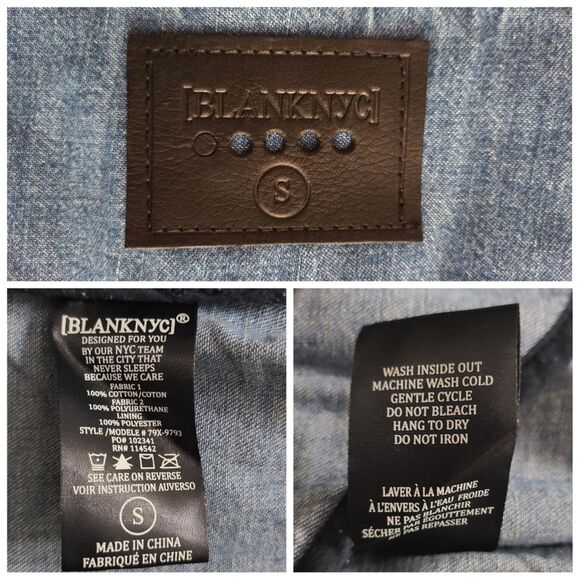 [BLANKNYC]
S
[BLANKNYC]®
DESIGNED FOR YOU
BY OUR NYC TEAM
IN THE CITY THAT
NEVER SLEEPS
BECAUSE WE CARE
FABRIC 1
100% COTTON/COTON
FABRIC 2
100% POLYURETHANE
LINING
100% POLYESTER
STYLE /MODELE # 79X-9793
PO# 102341
RN# 114542
SEE CARE ON REVERSE
VOIR INSTRUCTION AUVERSO
S
MADE IN CHINA
FABRIQUÉ EN CHINE
WASH INSIDE OUT
MACHINE WASH COLD
GENTLE CYCLE
DO NOT BLEACH
HANG TO DRY
DO NOT IRON
LAVER À LA MACHINE
À L'ENVERS À L'EAU FROIDE
NE PAS BLANCHIR
SÉCHER PAR ÉGOUTTEMENT
NE PAS REPASSER